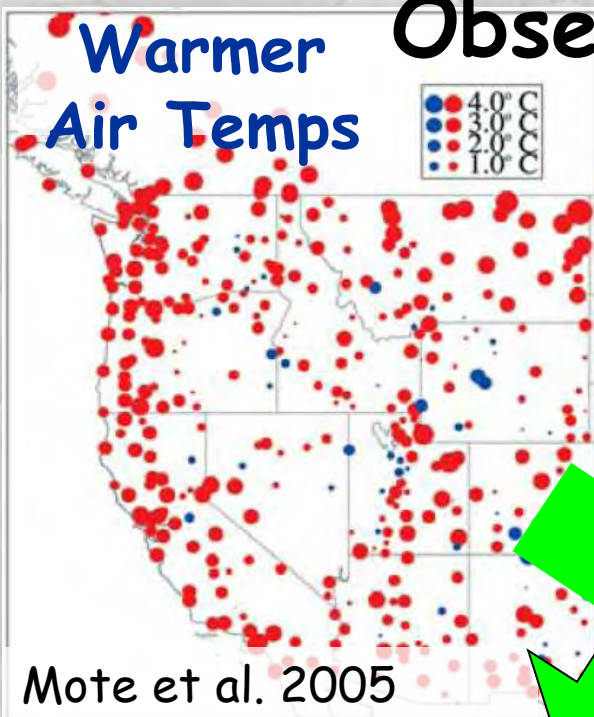 Obse
Warmer
Air Temps
4.0° C
3.0° C
2.0° C
1.0° C
Mote et al. 2005